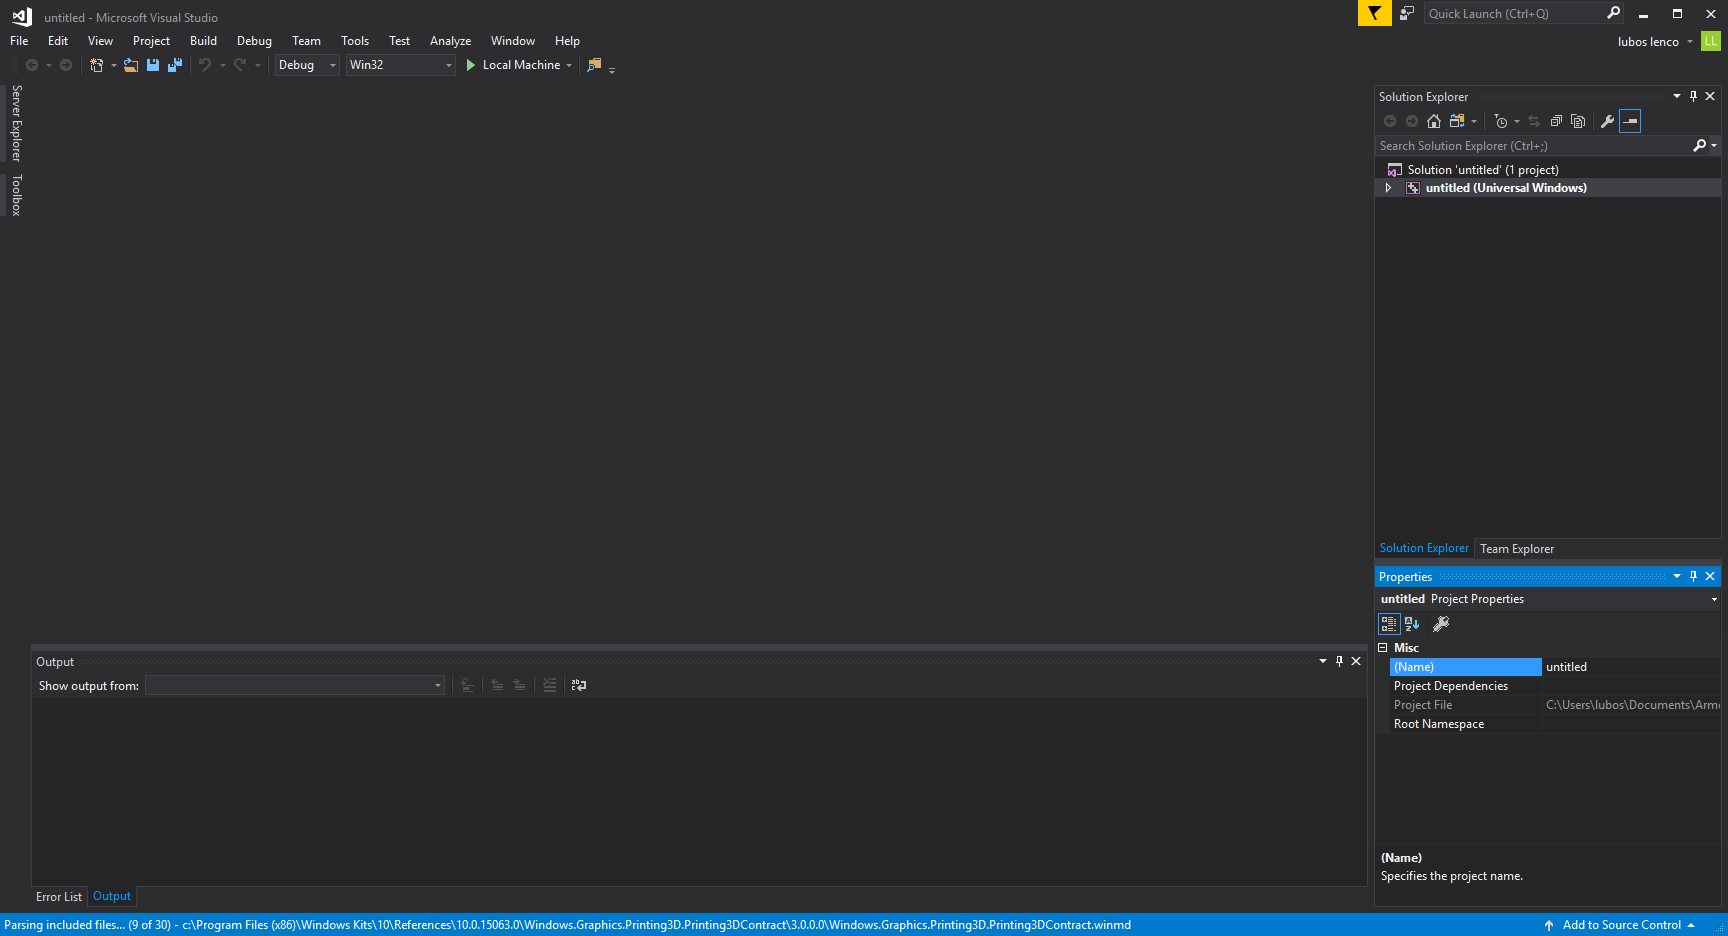 untitled - Microsoft Visual Studio
Quick Launch (Ctrl+Q)
File Edit View Project Build Debug Team Tools Test Analyze Window Help
lubos lenco LL
Debug Win32 Local Machine
Server Explorer
Toolbox
Solution Explorer
Search Solution Explorer (Ctrl+;)
Solution 'untitled' (1 project)
untitled (Universal Windows)
Solution Explorer Team Explorer
Properties
untitled Project Properties
Misc
(Name) untitled
Project Dependencies
Project File C:\Users\lubos\Documents\Arm
Root Namespace
(Name)
Specifies the project name.
Output
Show output from:
Error List Output
Parsing included files... (9 of 30) - c:\Program Files (x86)\Windows Kits\10\References\10.0.15063.0\Windows.Graphics.Printing3D.Printing3DContract\3.0.0.0\Windows.Graphics.Printing3D.Printing3DContract.winmd
Add to Source Control